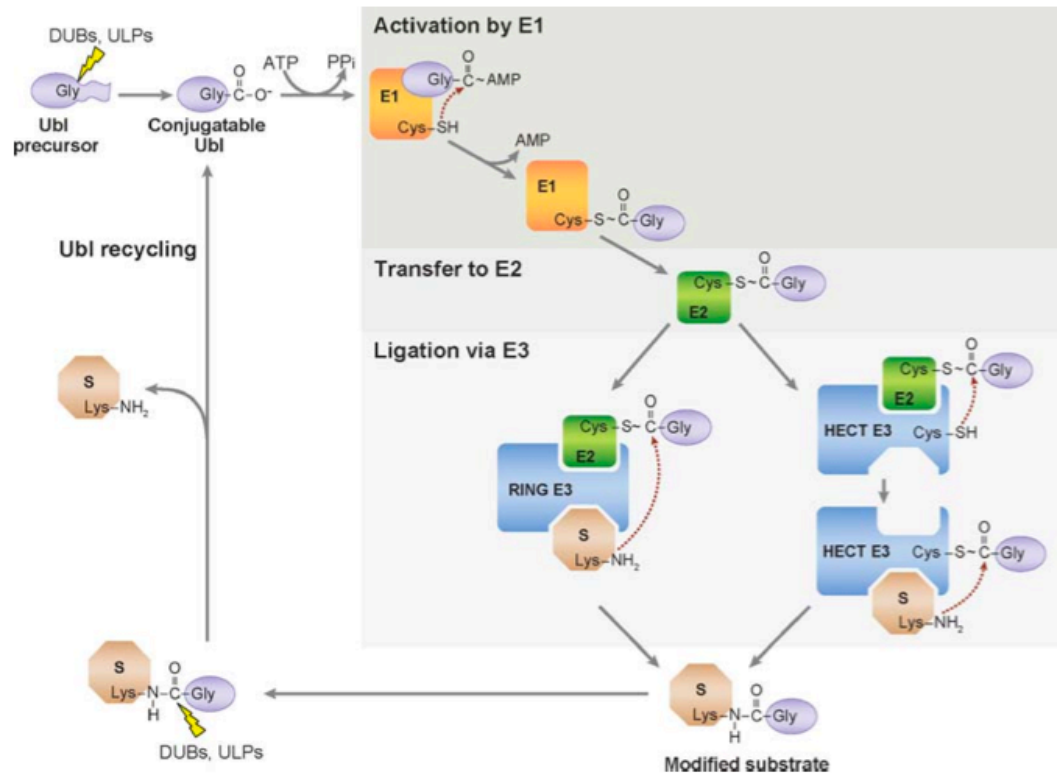 DUBs, ULPs
Gly
Ubl
precursor
Gly–C–O⁻
O
Conjugatable
Ubl
ATP
PPi
Activation by E1
E1
Gly
O
C~AMP
Cys–SH
AMP
E1
O
Cys–S~C–Gly
Transfer to E2
O
Cys–S~C–Gly
E2
Ligation via E3
O
Cys–S~C–Gly
E2
RING E3
S
Lys–NH₂
O
Cys–S~C–Gly
E2
HECT E3
Cys–SH
O
HECT E3
Cys–S~C–Gly
S
Lys–NH₂
Ubl recycling
S
Lys–NH₂
S
O
Lys–N–C–Gly
H
DUBs, ULPs
S
O
Lys–N–C–Gly
H
Modified substrate